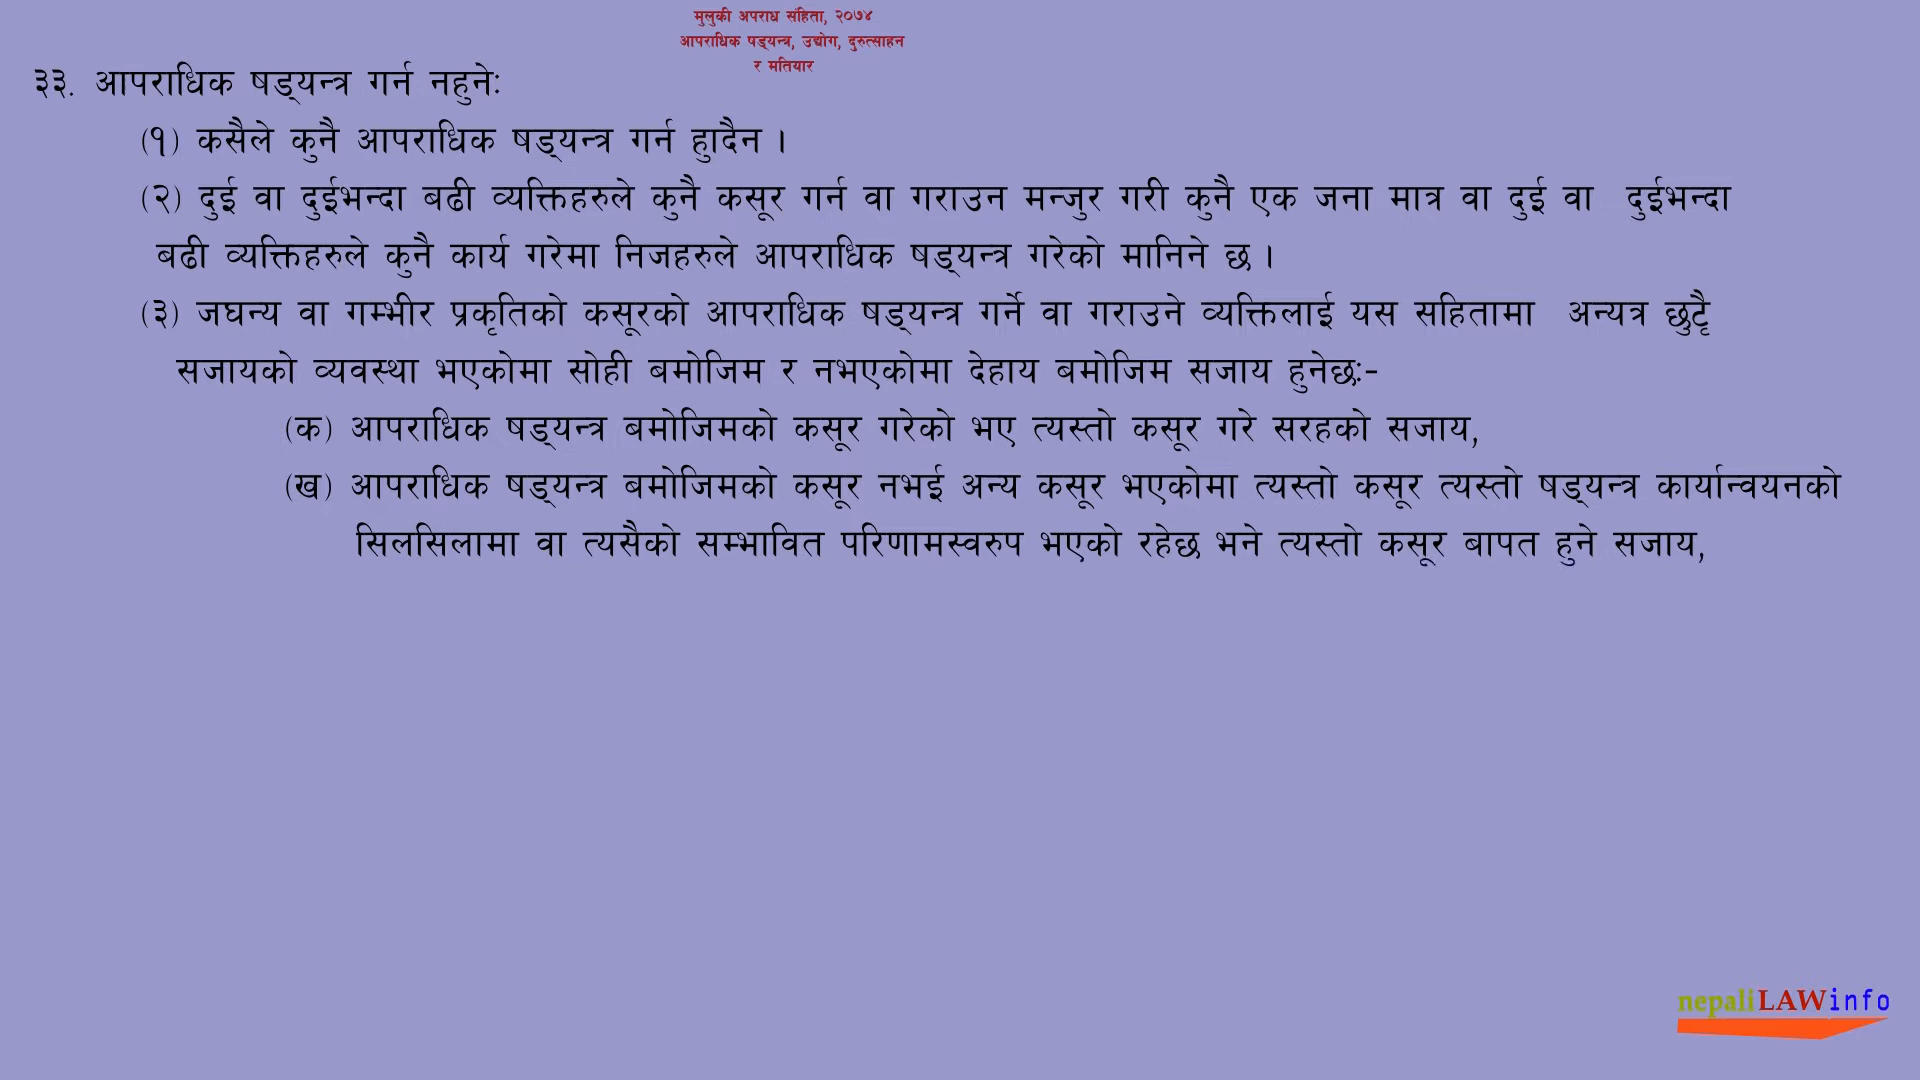 मुलुकी अपराध संहिता, २०७४
आपराधिक षड्यन्त्र, उद्योग, दुरुत्साहन
र मतियार
३३. आपराधिक षड्यन्त्र गर्न नहुनेः
(१) कसैले कुनै आपराधिक षड्यन्त्र गर्न हुादैन ।
(२) दुई वा दुईभन्दा बढी व्यक्तिहरुले कुनै कसूर गर्न वा गराउन मन्जुर गरी कुनै एक जना मात्र वा दुई वा दुईभन्दा
बढी व्यक्तिहरुले कुनै कार्य गरेमा निजहरुले आपराधिक षड्यन्त्र गरेको मानिने छ ।
(३) जघन्य वा गम्भीर प्रकृतिको कसूरको आपराधिक षड्यन्त्र गर्ने वा गराउने व्यक्तिलाई यस सहितामा अन्यत्र छुट्टै
सजायको व्यवस्था भएकोमा सोही बमोजिम र नभएकोमा देहाय बमोजिम सजाय हुनेछः-
(क) आपराधिक षड्यन्त्र बमोजिमको कसूर गरेको भए त्यस्तो कसूर गरे सरहको सजाय,
(ख) आपराधिक षड्यन्त्र बमोजिमको कसूर नभई अन्य कसूर भएकोमा त्यस्तो कसूर त्यस्तो षड्यन्त्र कार्यान्वयनको
सिलसिलामा वा त्यसैको सम्भावित परिणामस्वरुप भएको रहेछ भने त्यस्तो कसूर बापत हुने सजाय,
nepaliLAWinfo